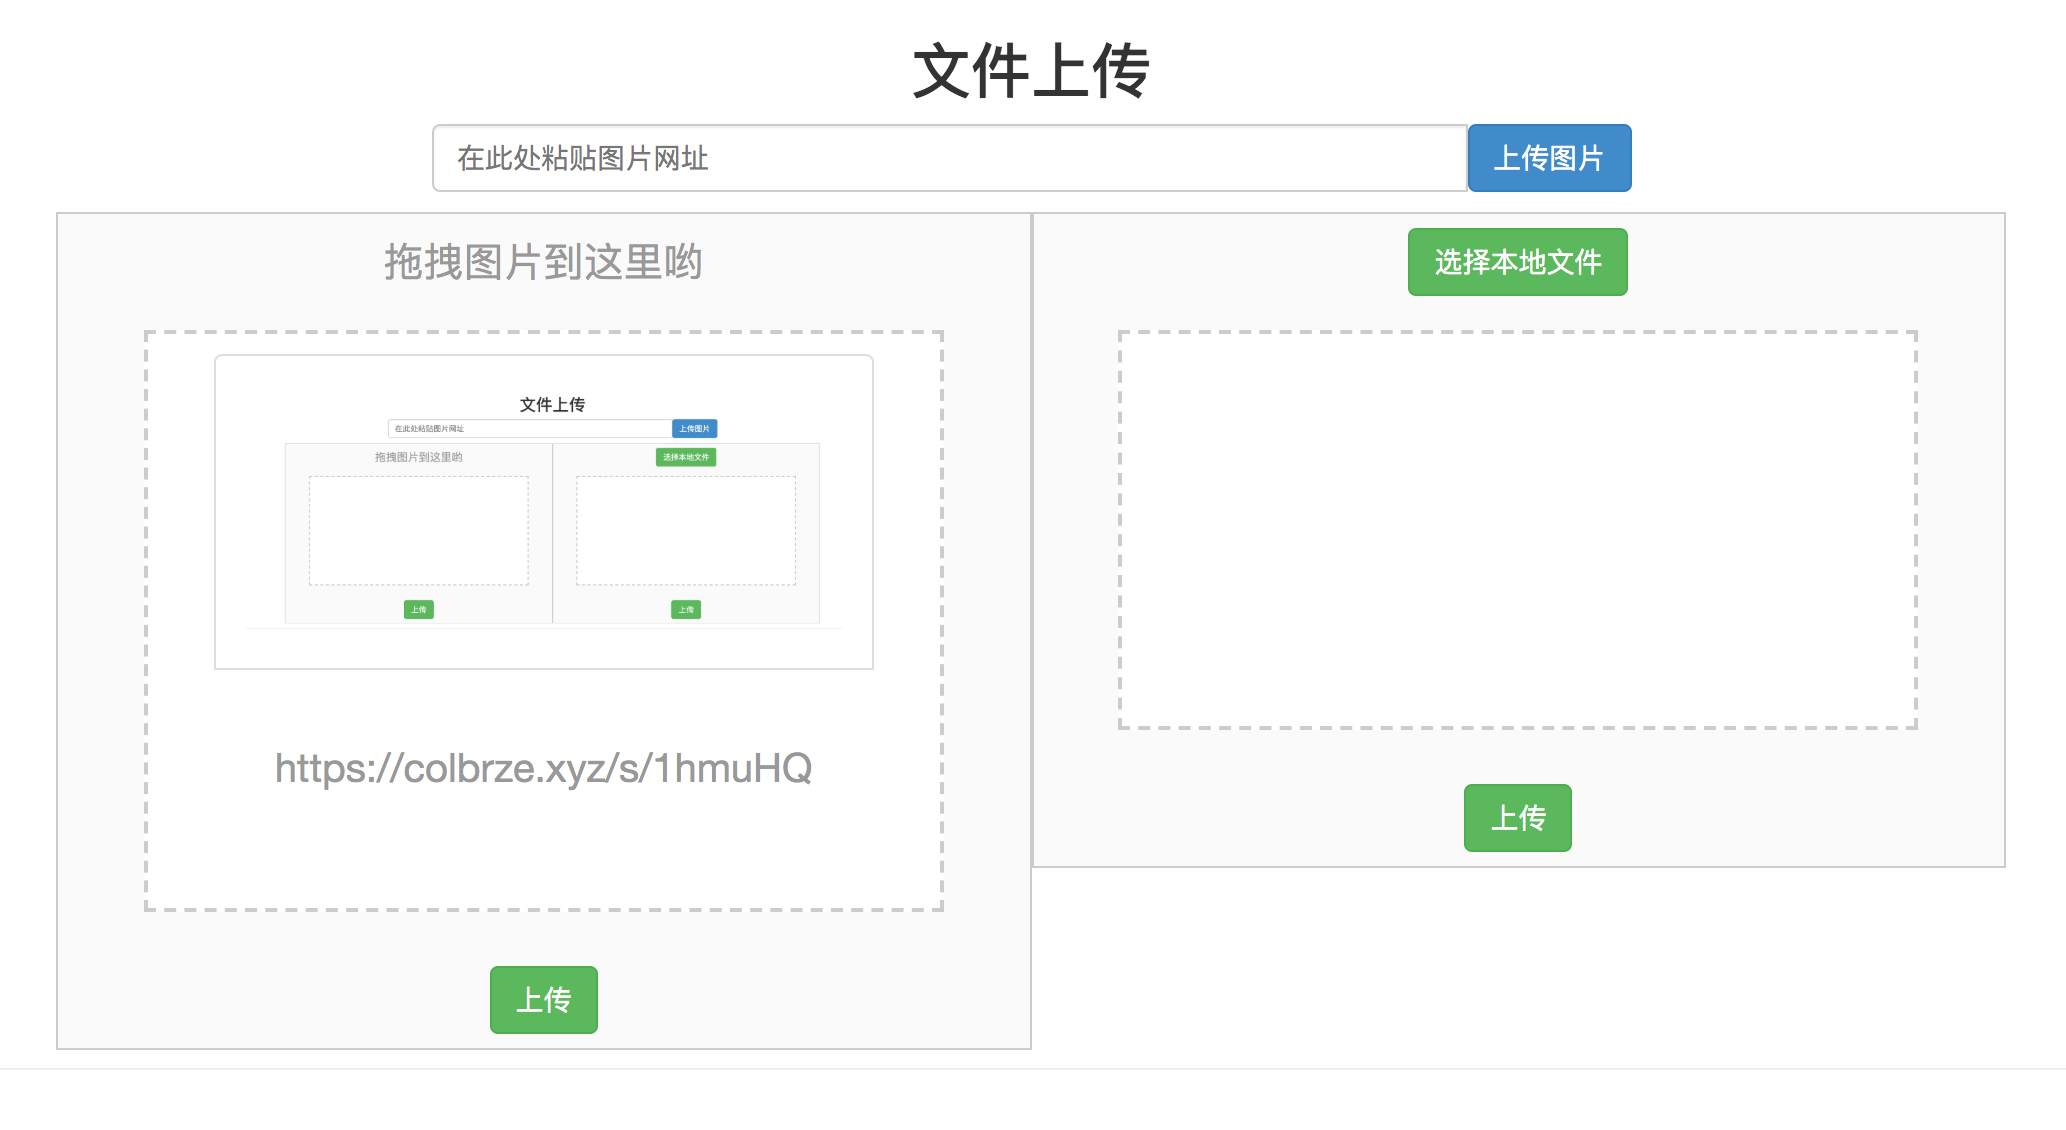 文件上传
在此处粘贴图片网址
上传图片
拖拽图片到这里哟
文件上传
在此处粘贴图片网址
上传图片
拖拽图片到这里哟
选择本地文件
上传
上传
https://colbrze.xyz/s/1hmuHQ
上传
选择本地文件
上传